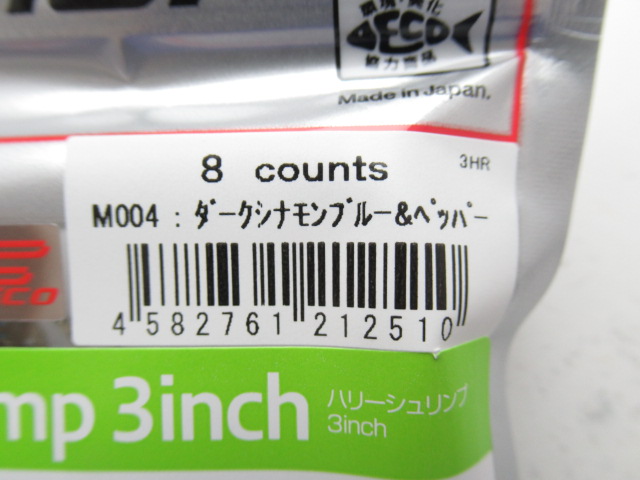 環境・美化
ECO
協力商品
Made in Japan.
8 counts
3HR
M004 : ﾀﾞｰｸｼﾅﾓﾝﾌﾞﾙｰ&ﾍﾟｯﾊﾟｰ
4 582761 212510
ECO
mp 3inch
ハリーシュリンプ
3inch